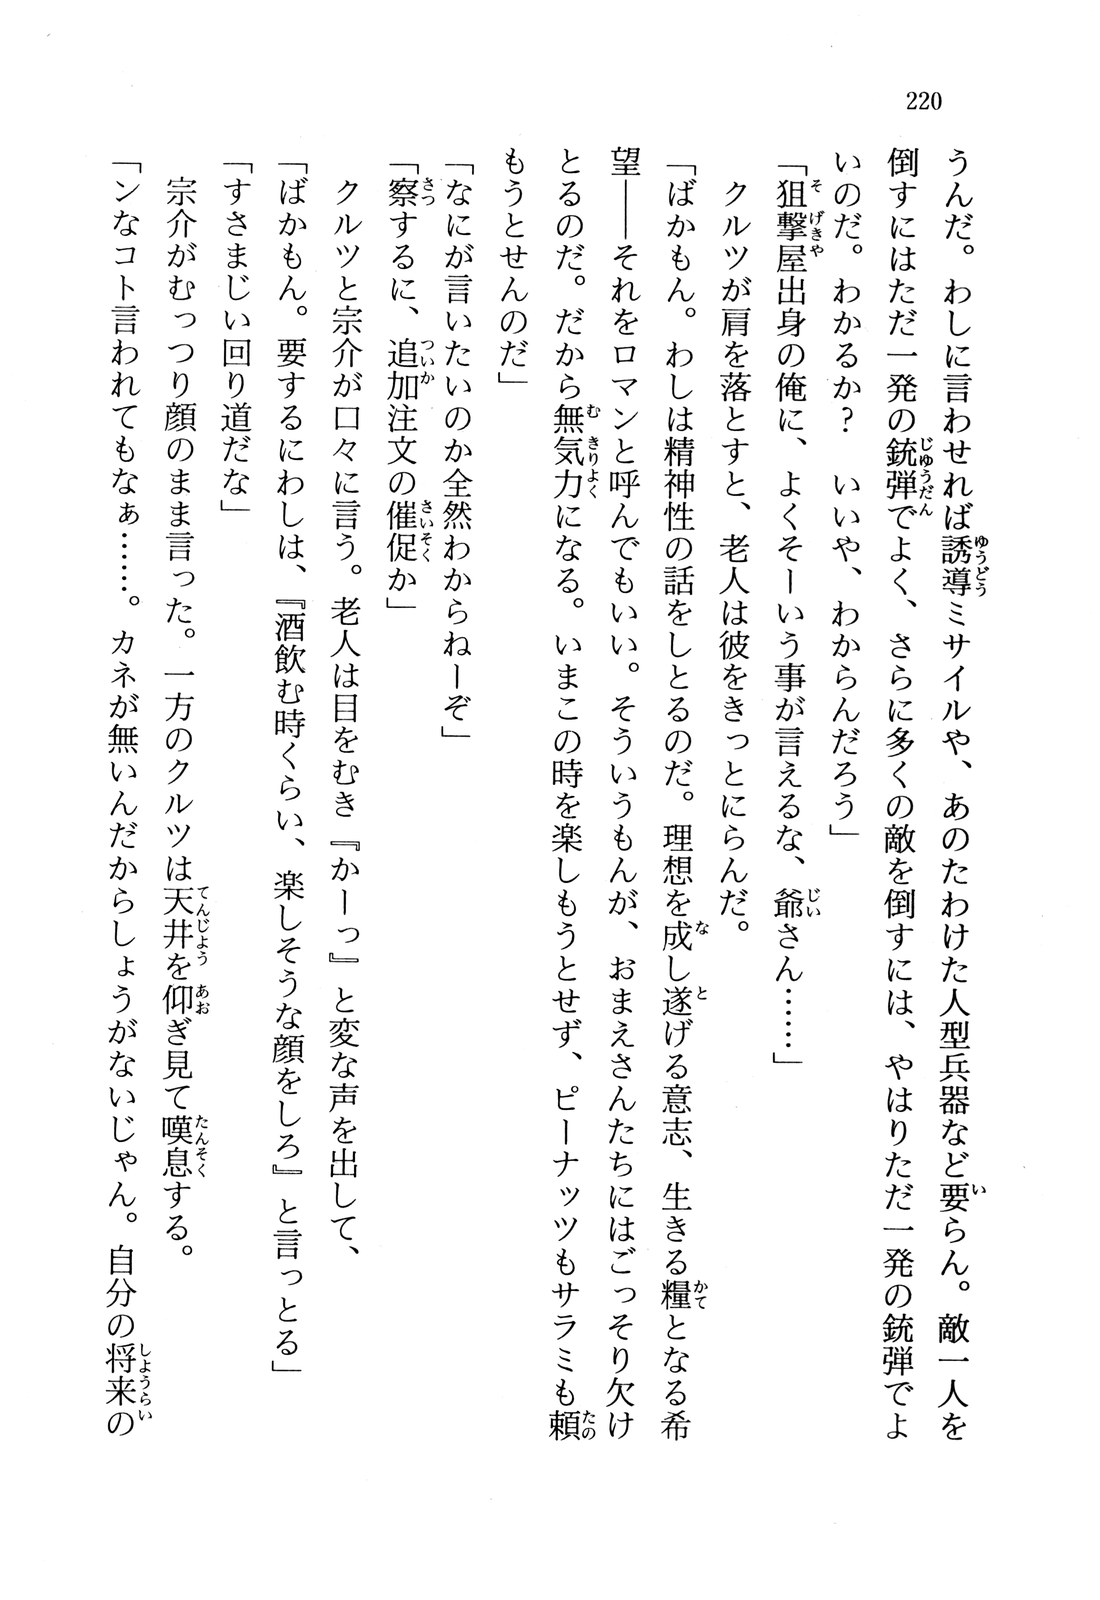 220
うんだ。わしに言わせれば誘導ミサイルや、あのたわけた人型兵器など要らん。敵一人を
倒すにはただ一発の銃弾でよく、さらに多くの敵を倒すには、やはりただ一発の銃弾でよ
いのだ。わかるか？　いいや、わからんだろう」
「狙撃屋出身の俺に、よくそーいう事が言えるな、爺さん……」
　クルツが肩を落とすと、老人は彼をきっとにらんだ。
「ばかもん。わしは精神性の話をしとるのだ。理想を成し遂げる意志、生きる糧となる希
望――それをロマンと呼んでもいい。そういうもんが、おまえさんたちにはごっそり欠け
とるのだ。だから無気力になる。いまこの時を楽しもうとせず、ピーナッツもサラミも頼
もうとせんのだ」
「なにが言いたいのか全然わからねーぞ」
「察するに、追加注文の催促か」
　クルツと宗介が口々に言う。老人は目をむき『かーっ』と変な声を出して、
「ばかもん。要するにわしは、『酒飲む時くらい、楽しそうな顔をしろ』と言っとる」
「すさまじい回り道だな」
　宗介がむっつり顔のまま言った。一方のクルツは天井を仰ぎ見て嘆息する。
「ンなコト言われてもなぁ……。カネが無いんだからしょうがないじゃん。自分の将来の